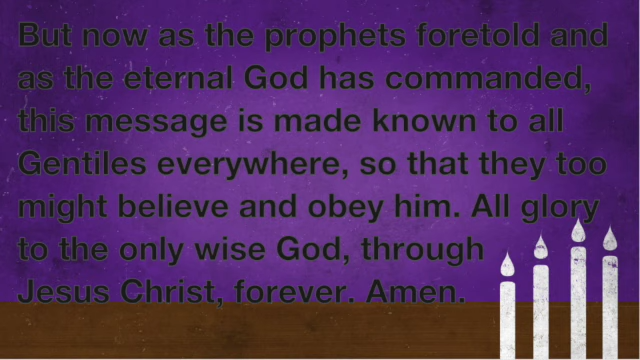 But now as the prophets foretold and
as the eternal God has commanded,
this message is made known to all
Gentiles everywhere, so that they too
might believe and obey him. All glory
to the only wise God, through
Jesus Christ, forever. Amen.